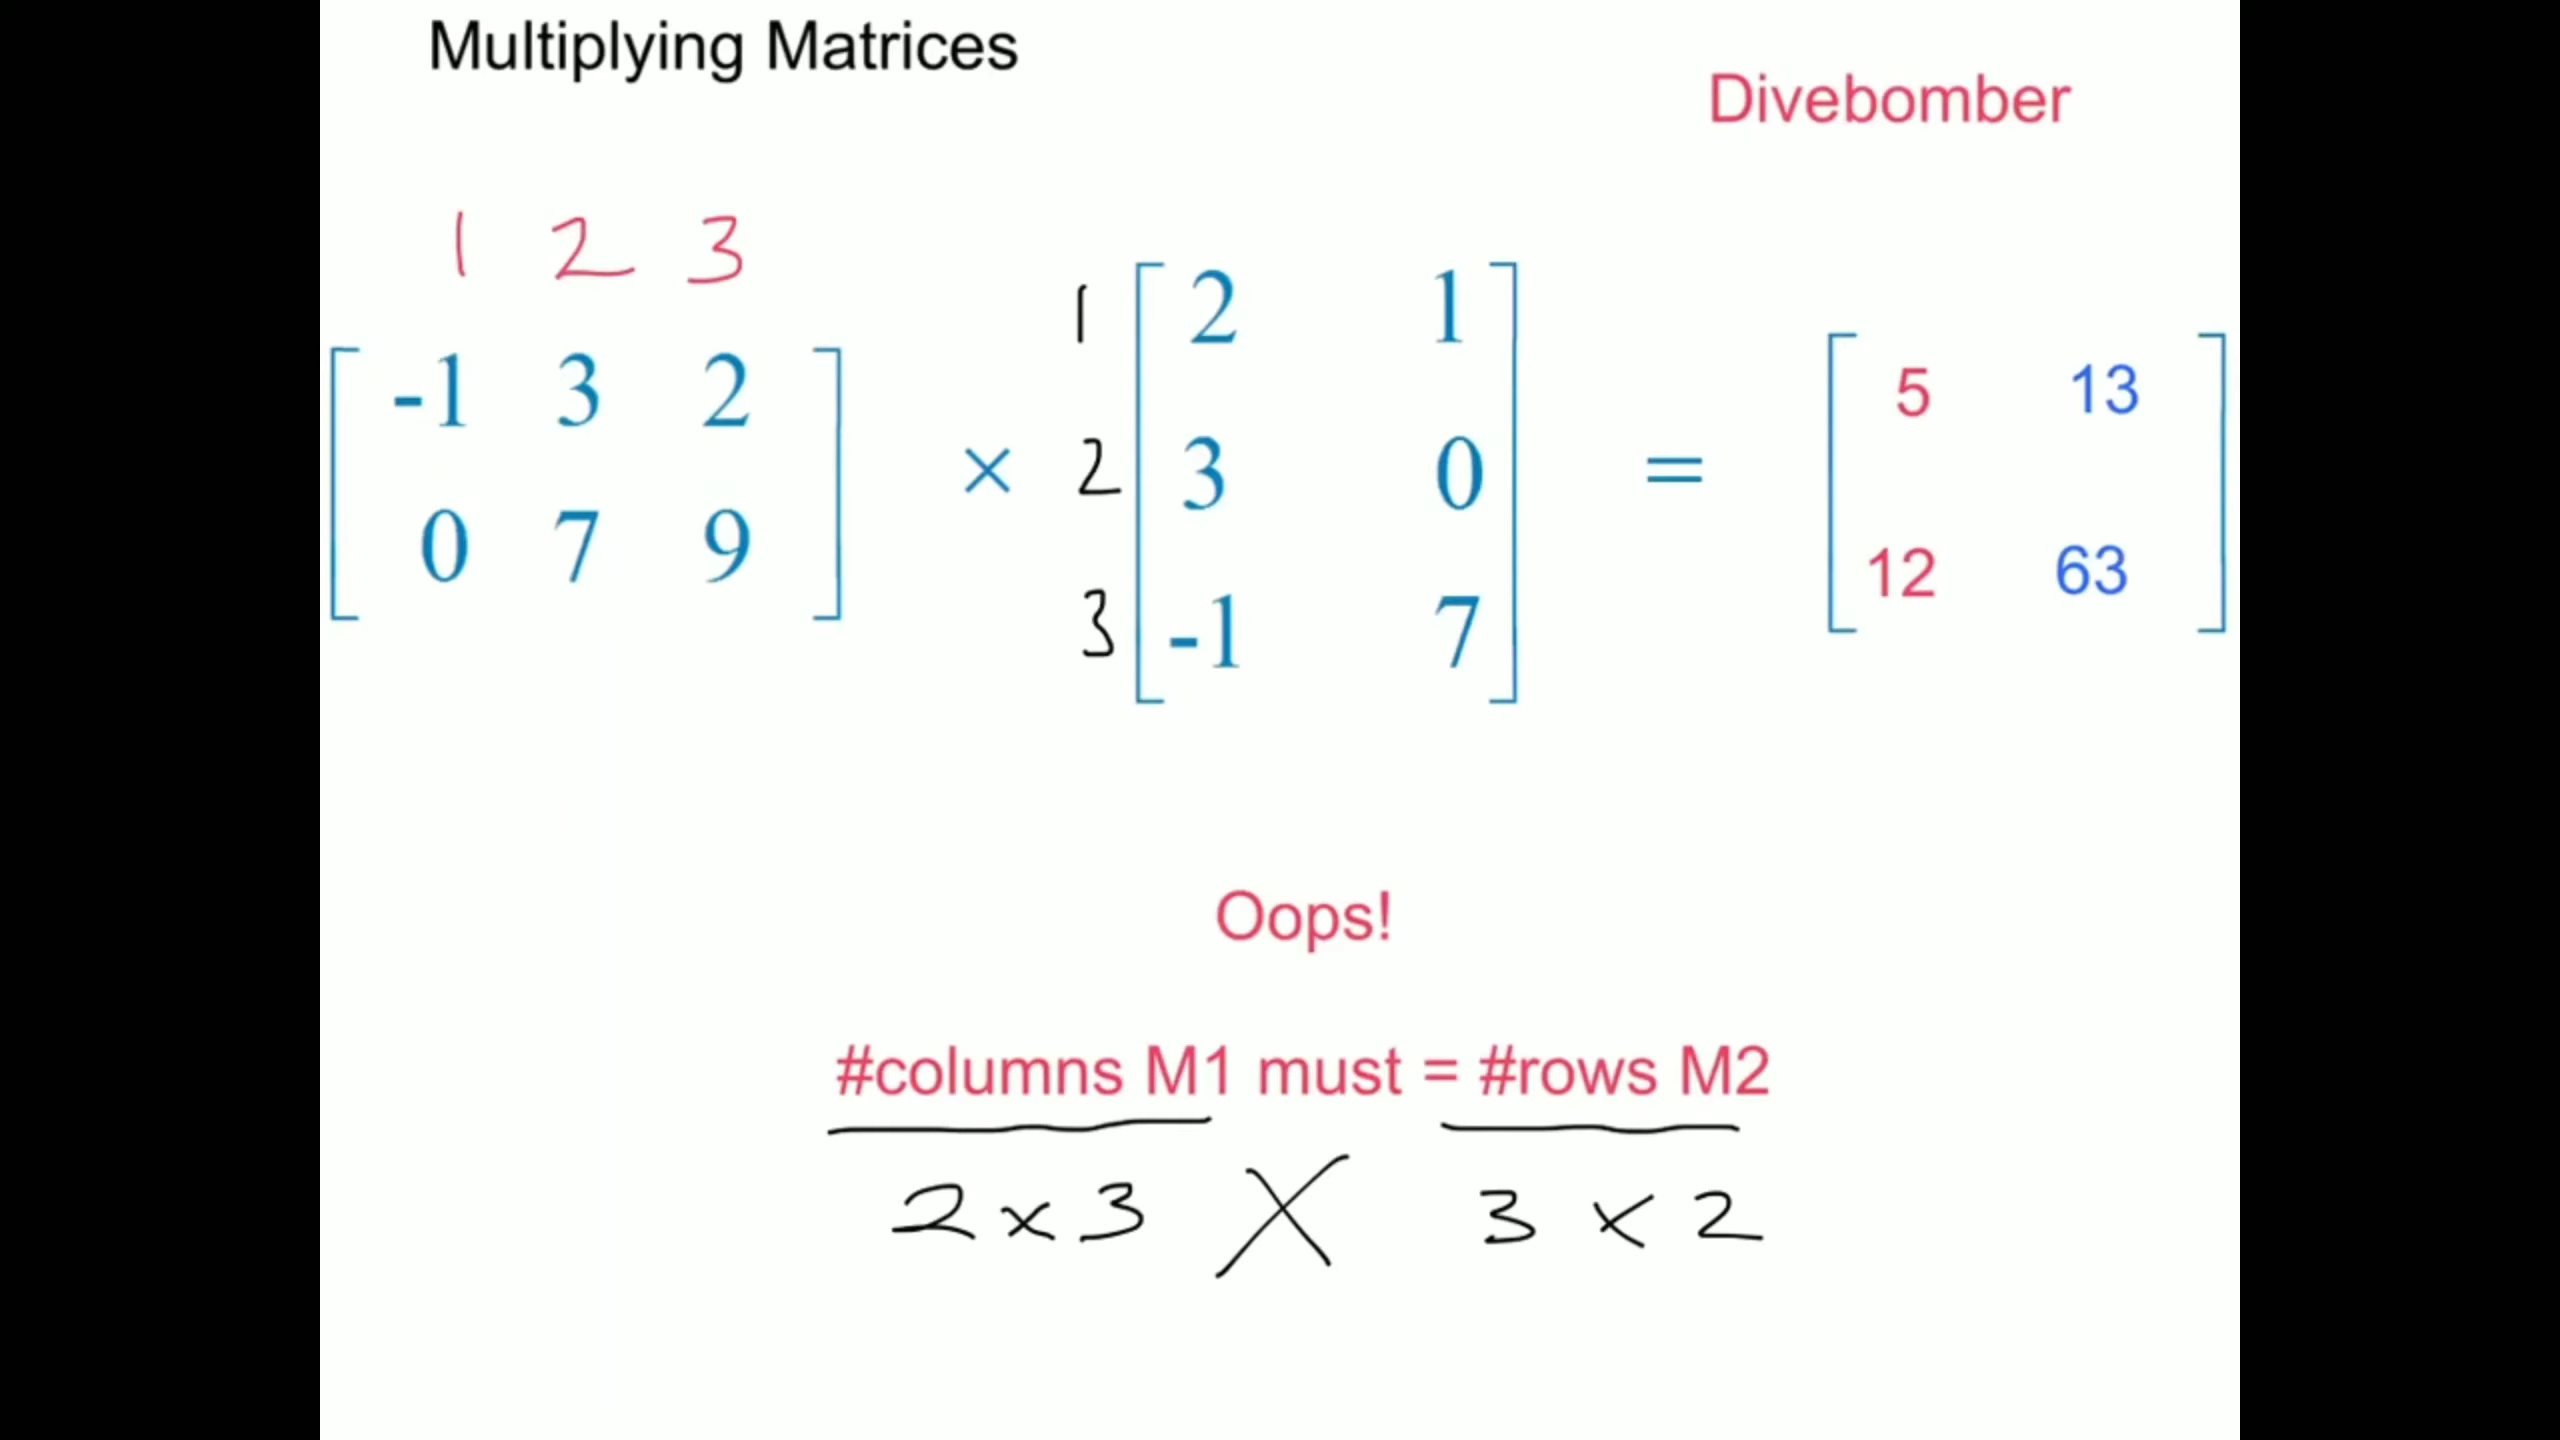 Multiplying Matrices
Divebomber
1 2 3
-1 3 2
0 7 9
×
1 2 1
2 3 0
3 -1 7
=
5 13
12 63
Oops!
#columns M1 must = #rows M2
2 x 3 X 3 x 2